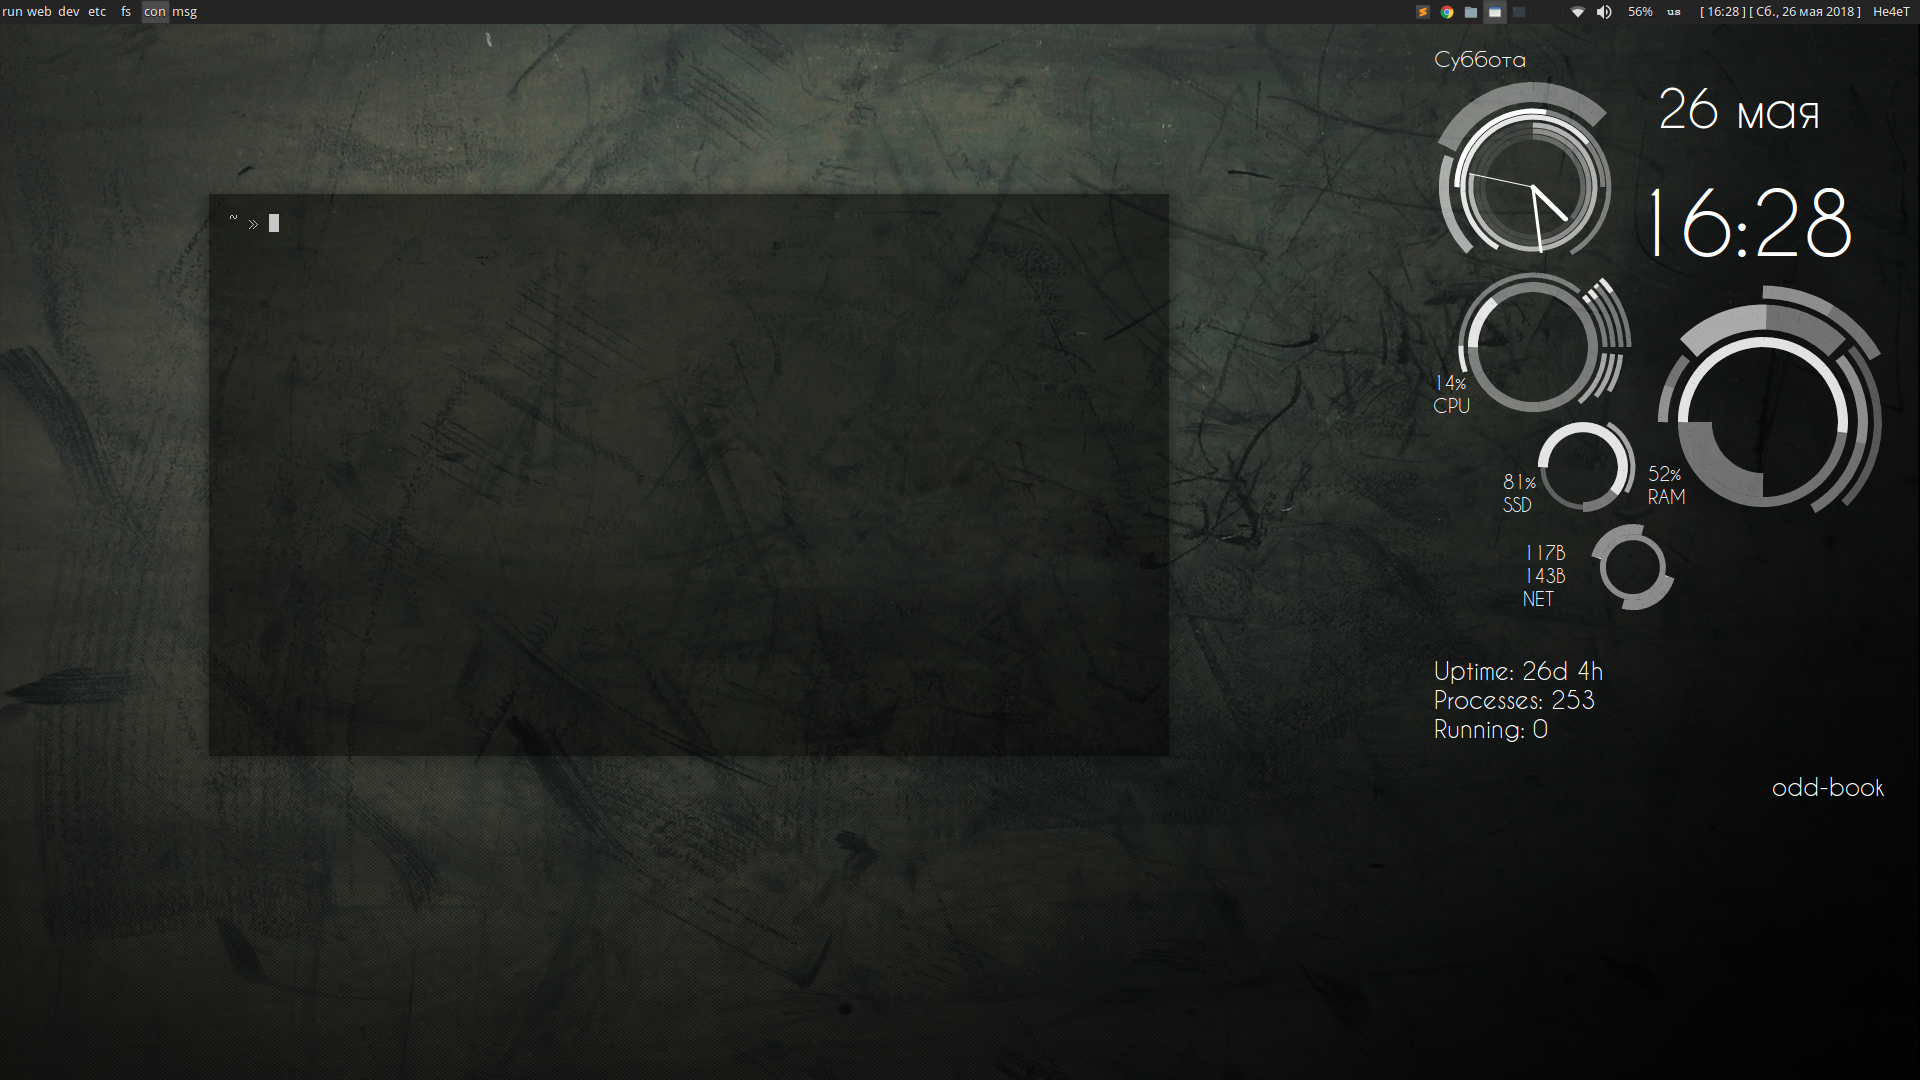 run web dev etc fs con msg
56% us [ 16:28 ] [ Сб., 26 мая 2018 ] He4eT
Суббота
26 мая
16:28
~ »
14%
CPU
81%
SSD
52%
RAM
117B
143B
NET
Uptime: 26d 4h
Processes: 253
Running: 0
odd-book